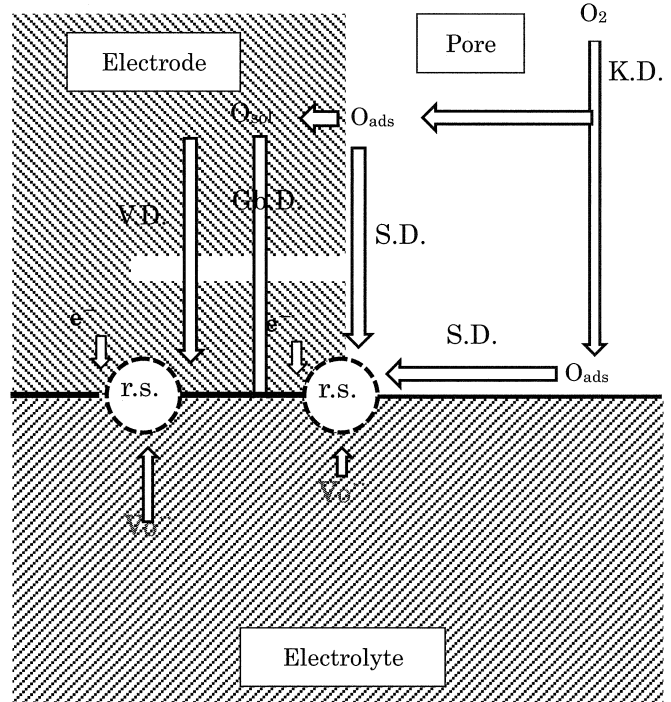 O₂
Electrode
Pore
K.D.
Osol
Oads
V.D.
Gb.D.
S.D.
e⁻
e⁻
S.D.
r.s.
r.s.
Oads
V̈o
V̈o
Electrolyte